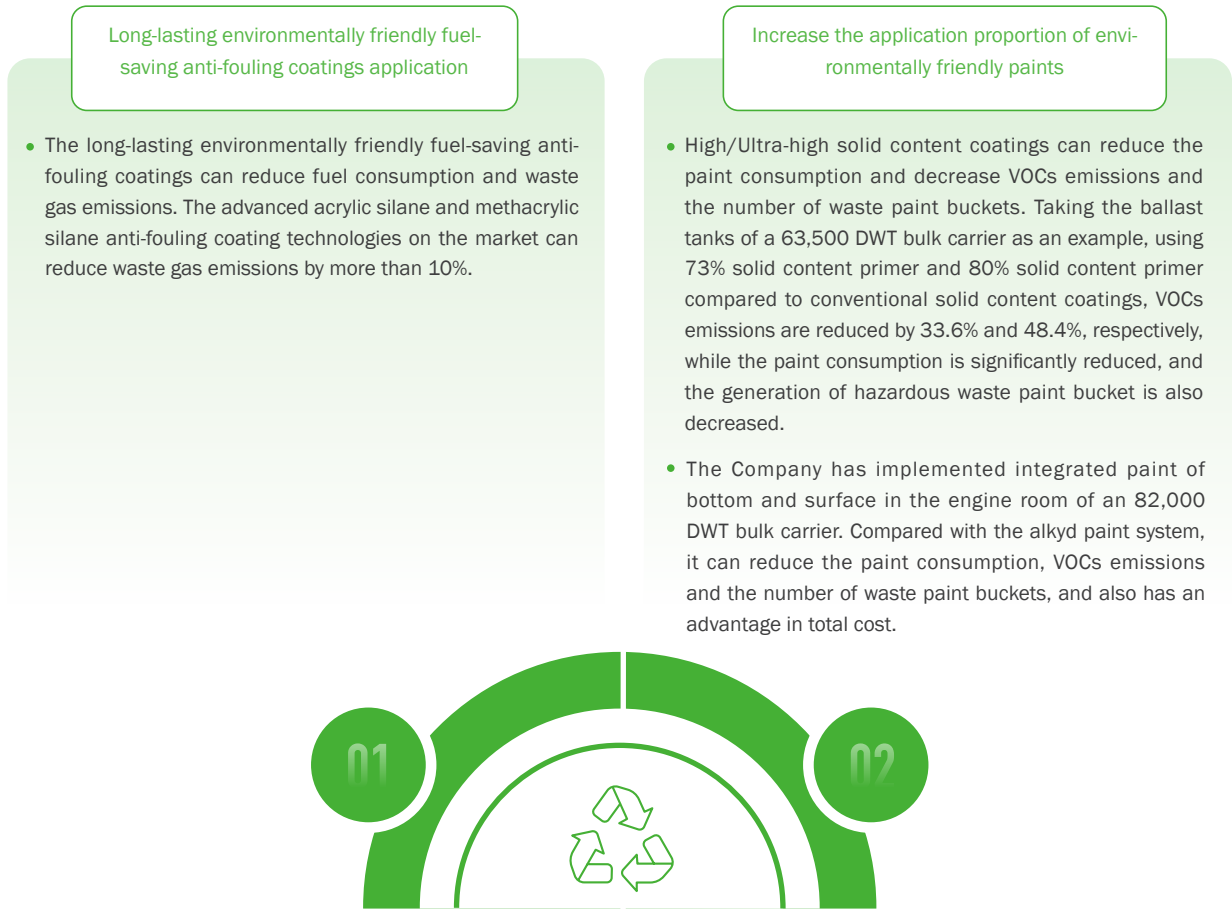 Long-lasting environmentally friendly fuel-
saving anti-fouling coatings application
The long-lasting environmentally friendly fuel-saving anti-
fouling coatings can reduce fuel consumption and waste
gas emissions. The advanced acrylic silane and methacrylic
silane anti-fouling coating technologies on the market can
reduce waste gas emissions by more than 10%.
Increase the application proportion of envi-
ronmentally friendly paints
High/Ultra-high solid content coatings can reduce the
paint consumption and decrease VOCs emissions and
the number of waste paint buckets. Taking the ballast
tanks of a 63,500 DWT bulk carrier as an example, using
73% solid content primer and 80% solid content primer
compared to conventional solid content coatings, VOCs
emissions are reduced by 33.6% and 48.4%, respectively,
while the paint consumption is significantly reduced, and
the generation of hazardous waste paint bucket is also
decreased.
The Company has implemented integrated paint of
bottom and surface in the engine room of an 82,000
DWT bulk carrier. Compared with the alkyd paint system,
it can reduce the paint consumption, VOCs emissions
and the number of waste paint buckets, and also has an
advantage in total cost.
01
02